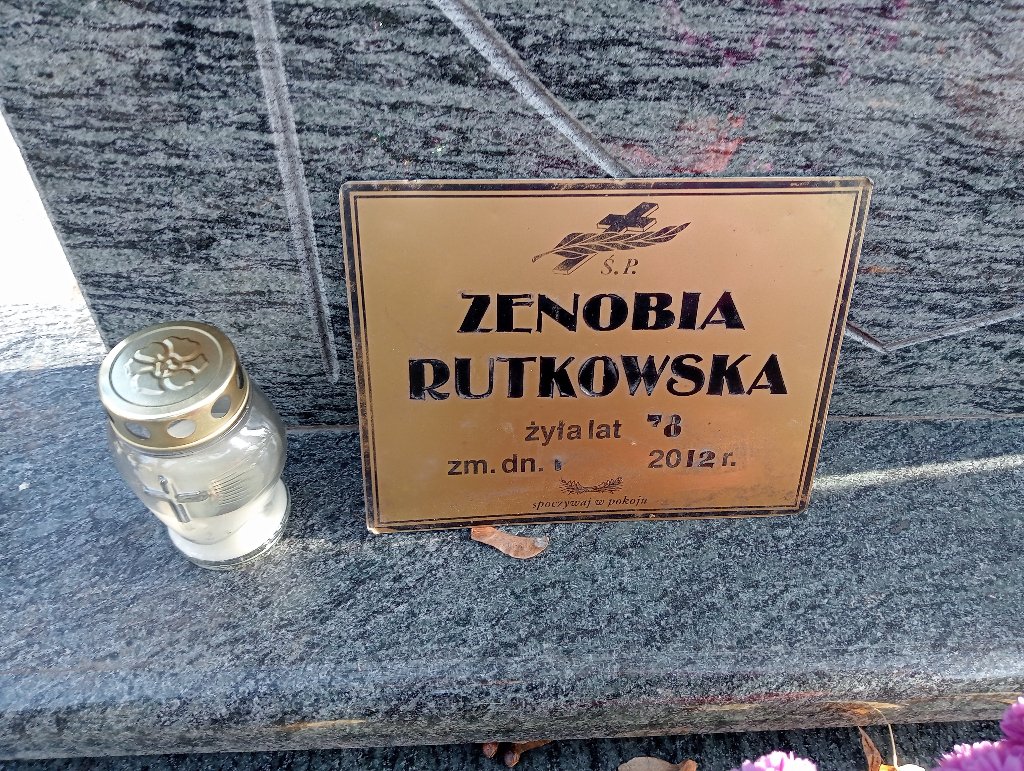 Ś.P.
ZENOBIA
RUTKOWSKA
żyła lat 78
zm. dn. 2012 r.
spoczywaj w pokoju